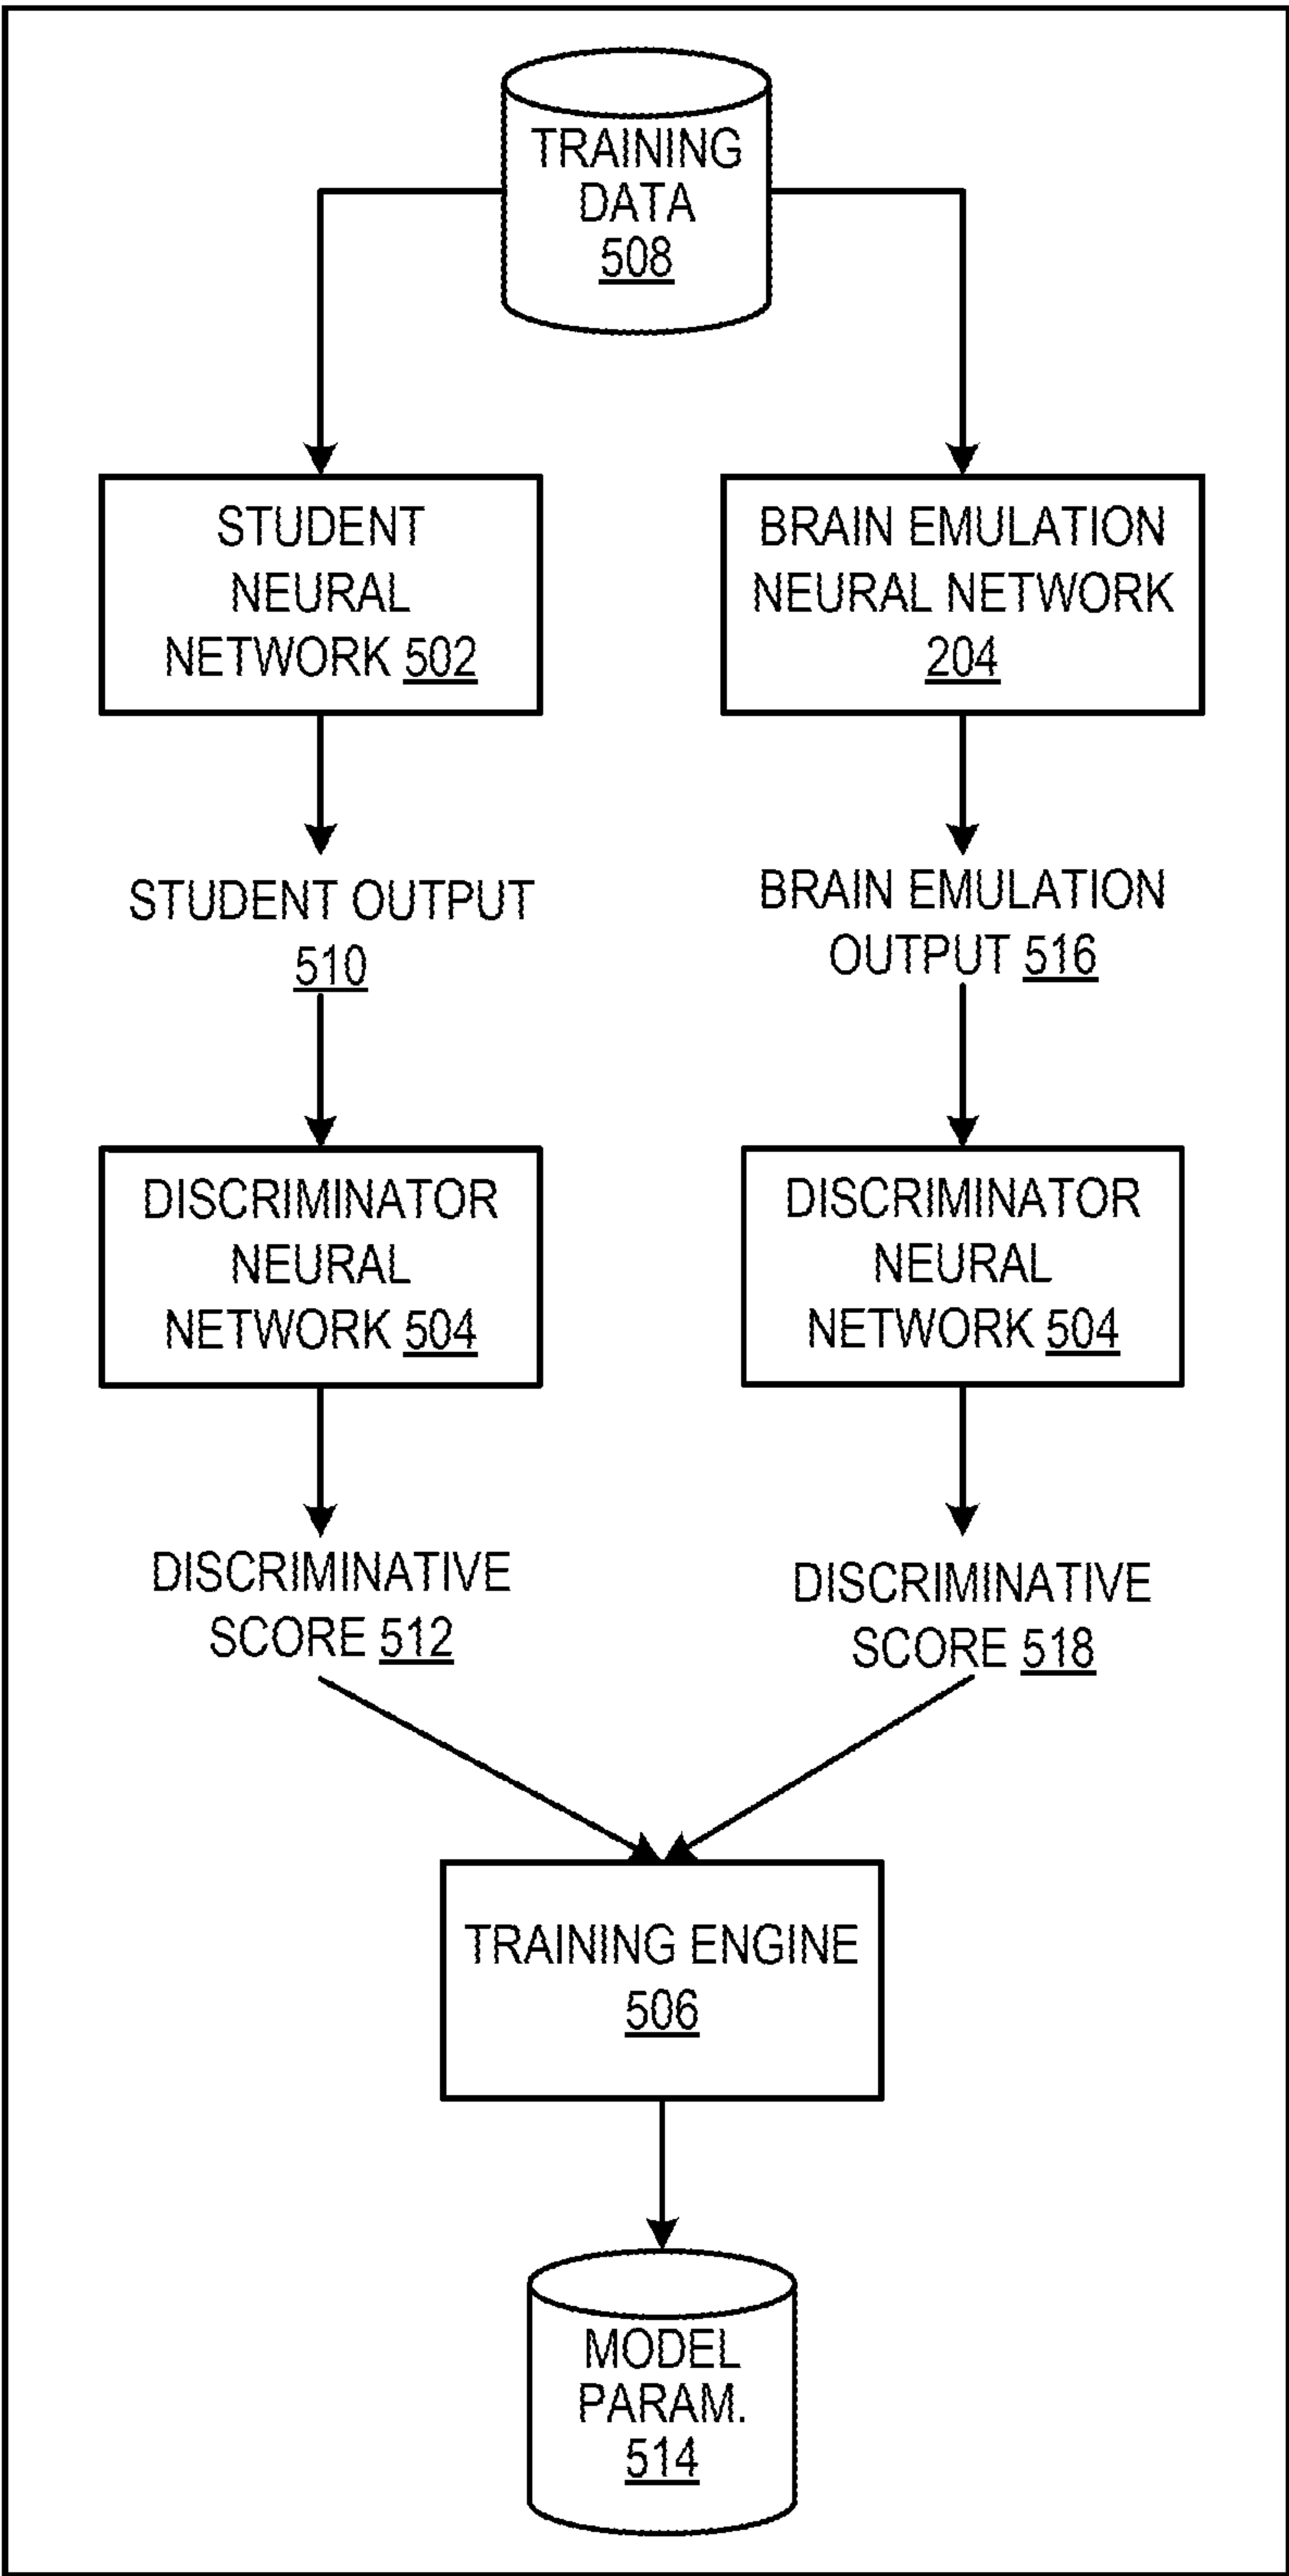 TRAINING
DATA
508
STUDENT
NEURAL
NETWORK 502
BRAIN EMULATION
NEURAL NETWORK
204
STUDENT OUTPUT
510
BRAIN EMULATION
OUTPUT 516
DISCRIMINATOR
NEURAL
NETWORK 504
DISCRIMINATOR
NEURAL
NETWORK 504
DISCRIMINATIVE
SCORE 512
DISCRIMINATIVE
SCORE 518
TRAINING ENGINE
506
MODEL
PARAM.
514